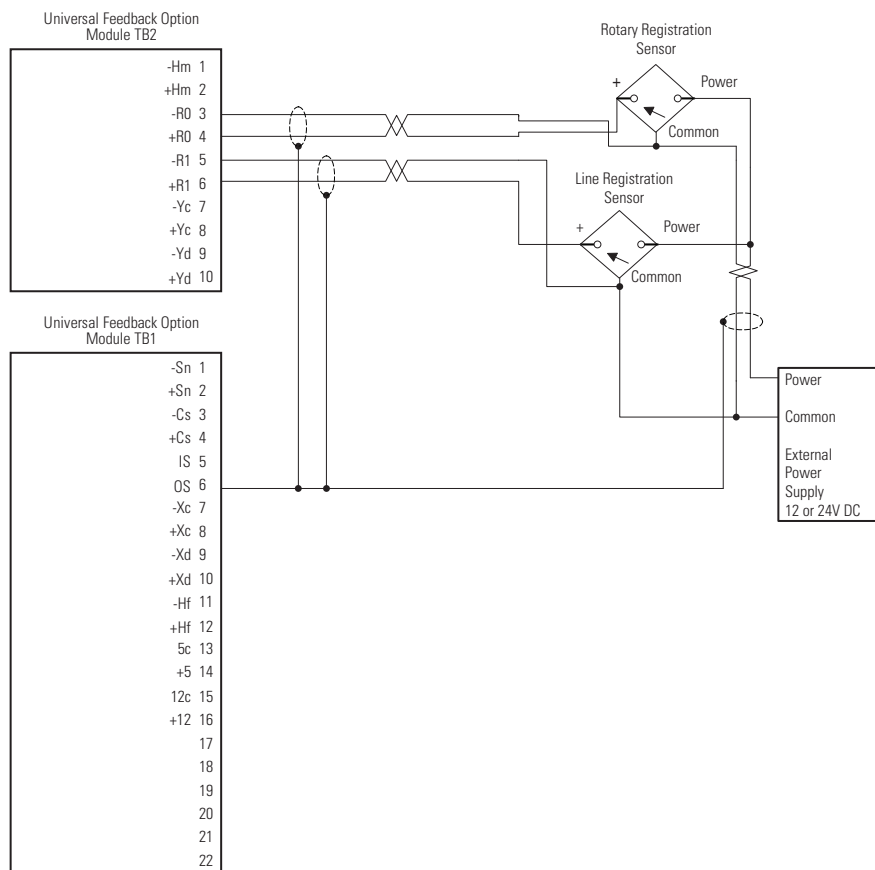 Universal Feedback Option
Module TB2
-Hm 1
+Hm 2
-R0 3
+R0 4
-R1 5
+R1 6
-Yc 7
+Yc 8
-Yd 9
+Yd 10
Rotary Registration
Sensor
+
Power
Common
Line Registration
Sensor
+
Power
Common
Universal Feedback Option
Module TB1
-Sn 1
+Sn 2
-Cs 3
+Cs 4
IS 5
OS 6
-Xc 7
+Xc 8
-Xd 9
+Xd 10
-Hf 11
+Hf 12
5c 13
+5 14
12c 15
+12 16
17
18
19
20
21
22
Power
Common
External
Power
Supply
12 or 24V DC